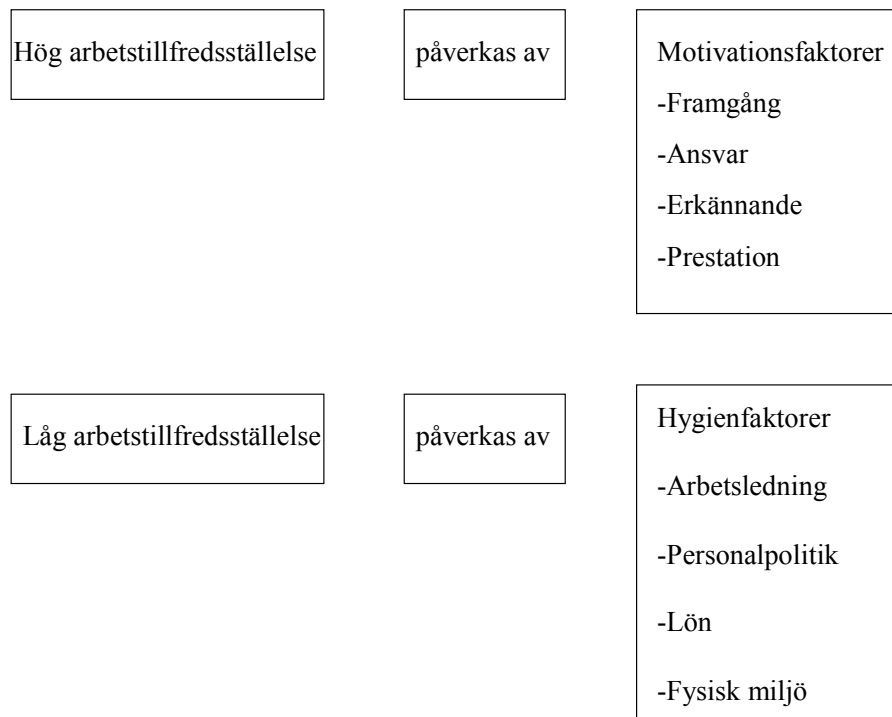 Hög arbetstillfredsställelse
påverkas av
Motivationsfaktorer
-Framgång
-Ansvar
-Erkännande
-Prestation
Låg arbetstillfredsställelse
påverkas av
Hygienfaktorer
-Arbetsledning
-Personalpolitik
-Lön
-Fysisk miljö